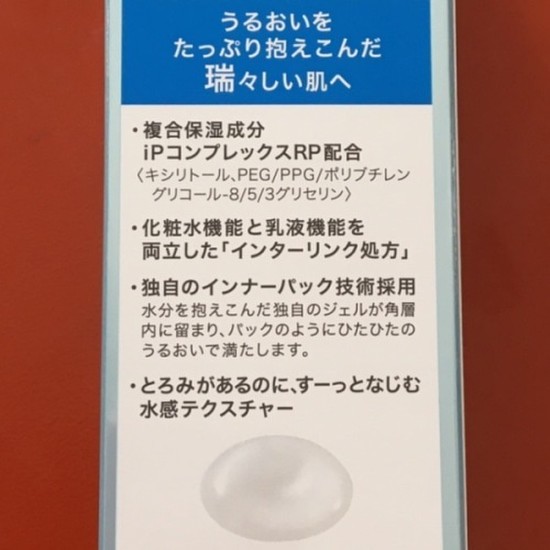 うるおいを
たっぷり抱えこんだ
瑞々しい肌へ
・複合保湿成分
iPコンプレックスRP配合
〈キシリトール、PEG/PPG/ポリブチレン
グリコール-8/5/3グリセリン〉
・化粧水機能と乳液機能を
両立した「インターリンク処方」
・独自のインナーパック技術採用
水分を抱えこんだ独自のジェルが角層
内に留まり、パックのようにひたひたの
うるおいで満たします。
・とろみがあるのに、すーっとなじむ
水感テクスチャー